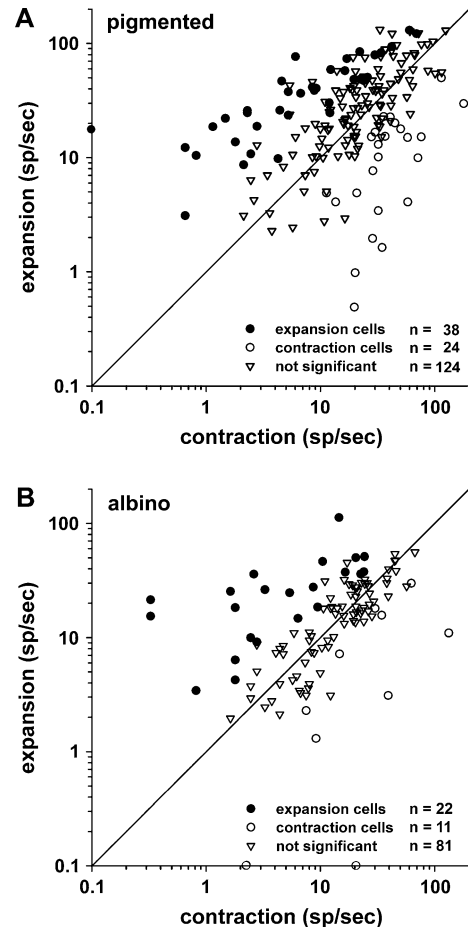 A pigmented
100
10
1
0.1
expansion (sp/sec)
● expansion cells n = 38
○ contraction cells n = 24
▽ not significant n = 124
0.1 1 10 100
contraction (sp/sec)
B albino
100
10
1
0.1
expansion (sp/sec)
● expansion cells n = 22
○ contraction cells n = 11
▽ not significant n = 81
0.1 1 10 100
contraction (sp/sec)